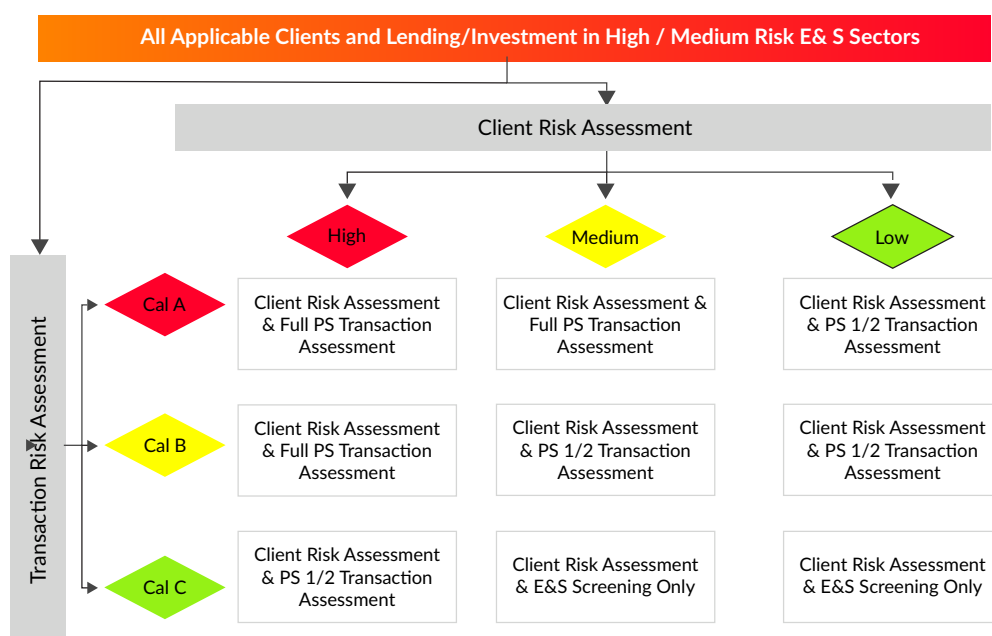 All Applicable Clients and Lending/Investment in High / Medium Risk E& S Sectors
Client Risk Assessment
High
Medium
Low
Transaction Risk Assessment
Cal A
Client Risk Assessment
& Full PS Transaction
Assessment
Client Risk Assessment &
Full PS Transaction
Assessment
Client Risk Assessment
& PS 1/2 Transaction
Assessment
Cal B
Client Risk Assessment
& Full PS Transaction
Assessment
Client Risk Assessment
& PS 1/2 Transaction
Assessment
Client Risk Assessment
& PS 1/2 Transaction
Assessment
Cal C
Client Risk Assessment
& PS 1/2 Transaction
Assessment
Client Risk Assessment
& E&S Screening Only
Client Risk Assessment
& E&S Screening Only